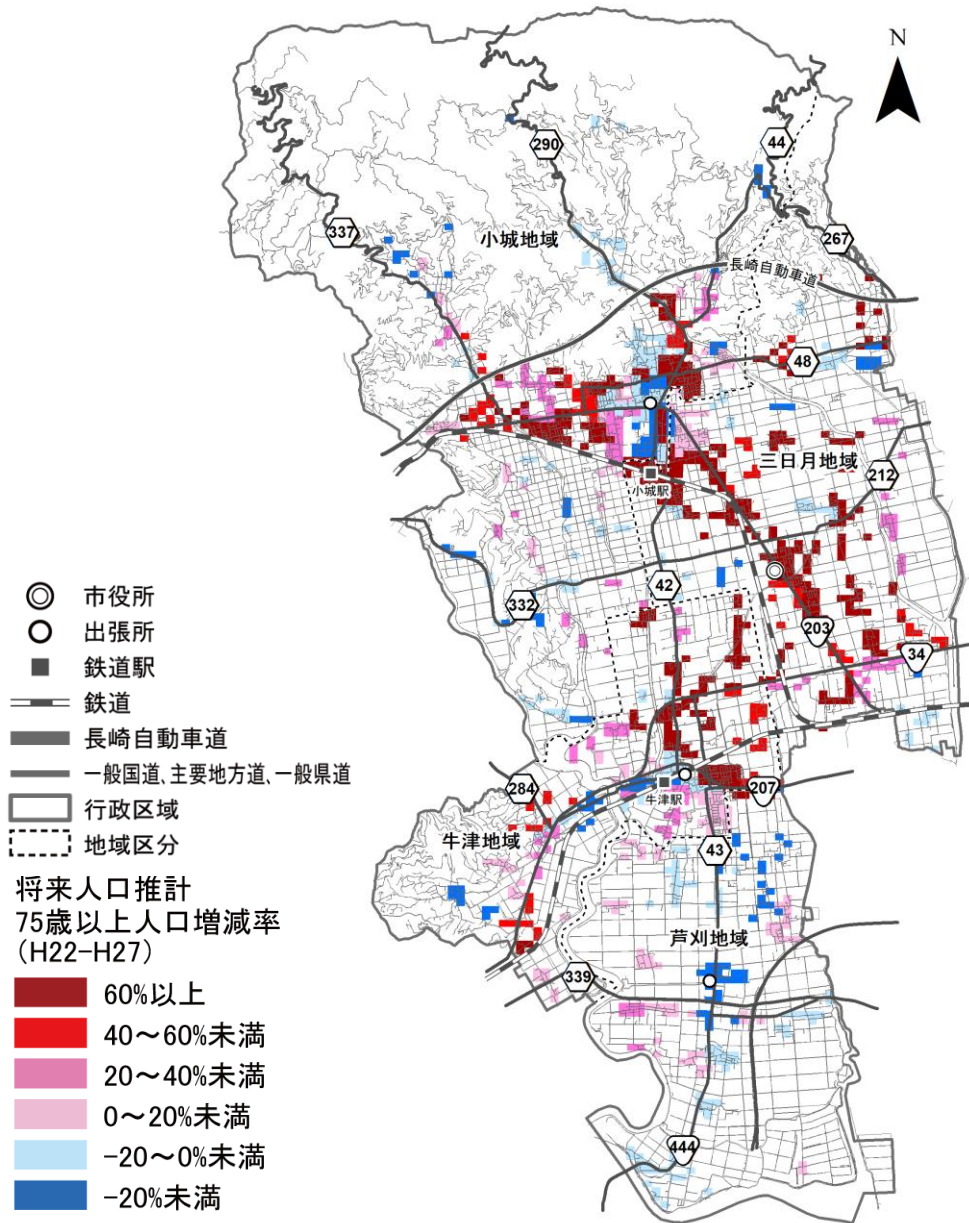 N
290
44
337
小城地域
267
長崎自動車道
48
三日月地域
212
小城駅
332
42
203
34
284
牛津駅
207
牛津地域
43
芦刈地域
339
444
市役所
出張所
鉄道駅
鉄道
長崎自動車道
一般国道、主要地方道、一般県道
行政区域
地域区分
将来人口推計
75歳以上人口増減率
(H22-H27)
60%以上
40～60%未満
20～40%未満
0～20%未満
-20～0%未満
-20%未満